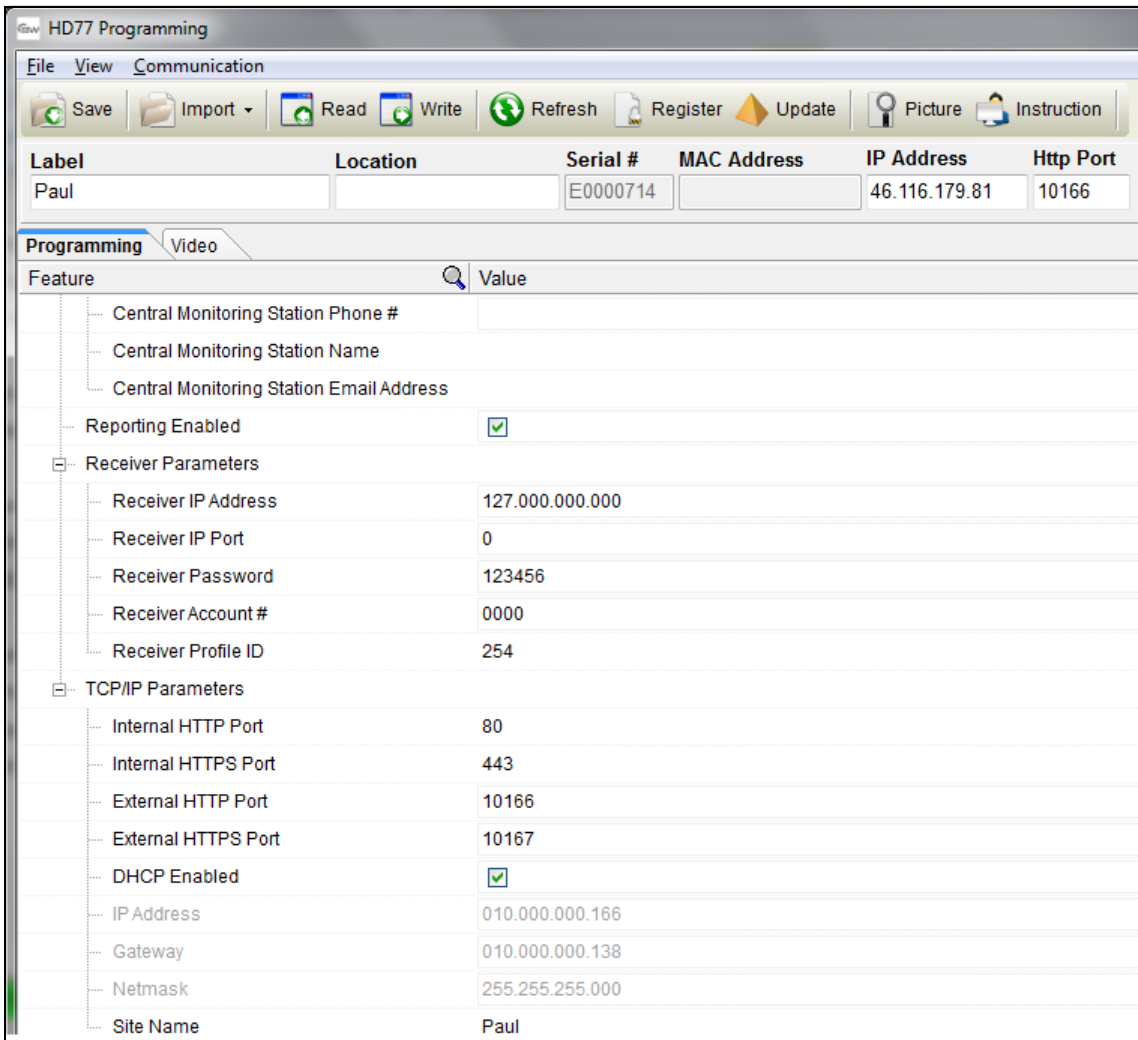 HD77 Programming
File View Communication
Save Import Read Write Refresh Register Update Picture Instruction
Label Location Serial # MAC Address IP Address Http Port
Paul E0000714 46.116.179.81 10166
Programming Video
Feature Value
Central Monitoring Station Phone #
Central Monitoring Station Name
Central Monitoring Station Email Address
Reporting Enabled
Receiver Parameters
Receiver IP Address 127.000.000.000
Receiver IP Port 0
Receiver Password 123456
Receiver Account # 0000
Receiver Profile ID 254
TCP/IP Parameters
Internal HTTP Port 80
Internal HTTPS Port 443
External HTTP Port 10166
External HTTPS Port 10167
DHCP Enabled
IP Address 010.000.000.166
Gateway 010.000.000.138
Netmask 255.255.255.000
Site Name Paul